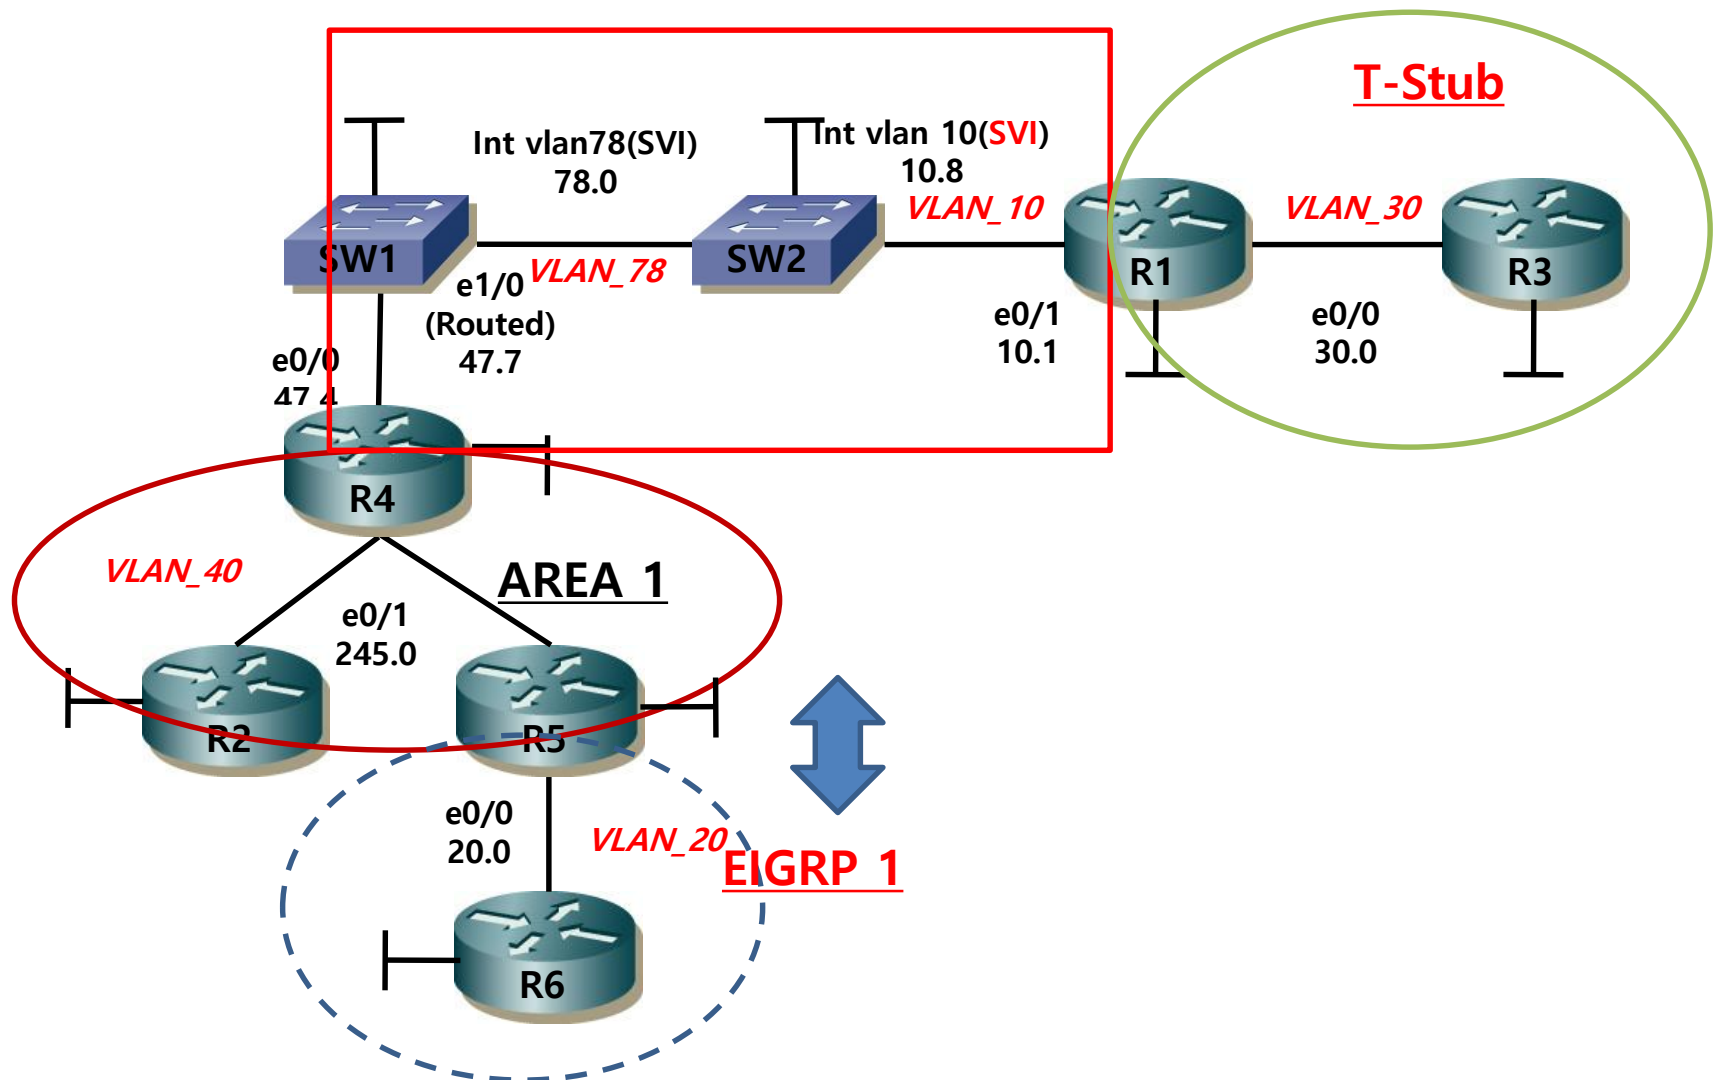 T-Stub
Int vlan78(SVI)
78.0
Int vlan 10(SVI)
10.8
VLAN_10
VLAN_30
SW1
VLAN_78
SW2
R1
R3
e1/0
(Routed)
47.7
e0/1
10.1
e0/0
30.0
e0/0
47.4
R4
VLAN_40
AREA 1
e0/1
245.0
R2
R5
e0/0
20.0
VLAN_20
EIGRP 1
R6